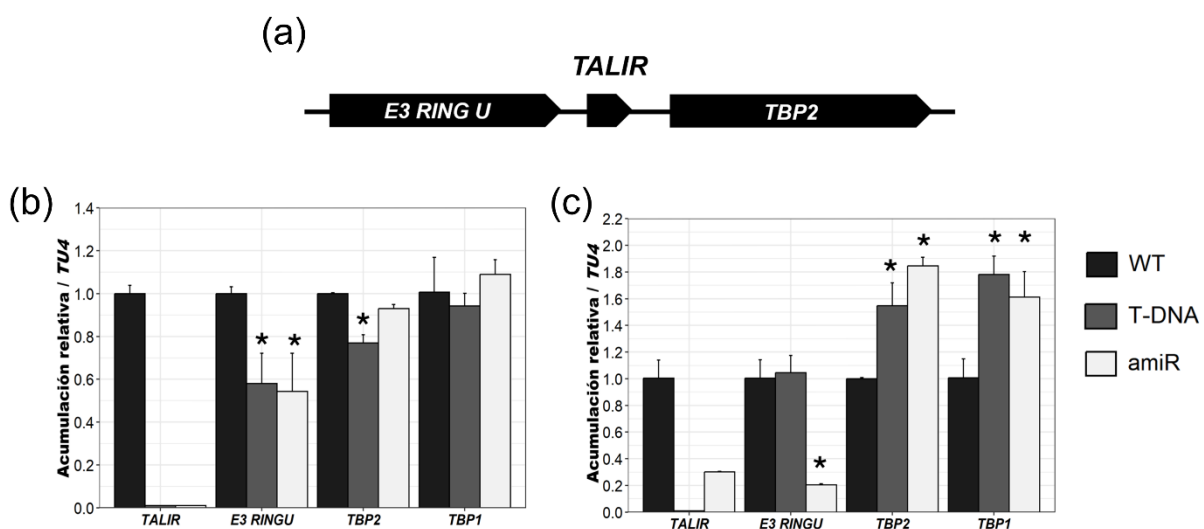 (a)
TALIR
E3 RING U
TBP2
(b)
Acumulación relativa / TU4
1.4
1.2
1.0
0.8
0.6
0.4
0.2
0.0
* * *
TALIR E3 RINGU TBP2 TBP1
(c)
Acumulación relativa / TU4
2.2
2.0
1.8
1.6
1.4
1.2
1.0
0.8
0.6
0.4
0.2
0.0
* * * * *
TALIR E3 RINGU TBP2 TBP1
WT
T-DNA
amiR